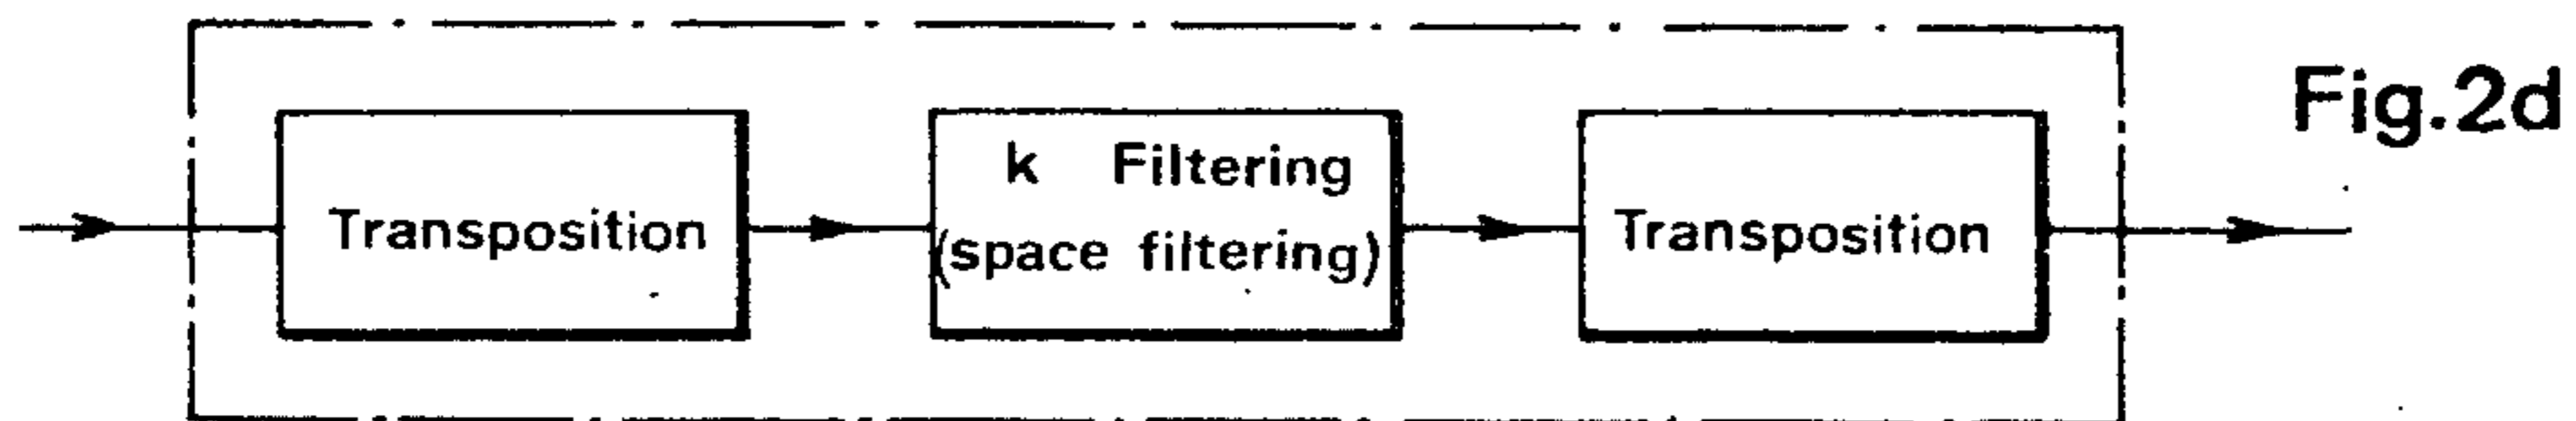 Fig.2d
Transposition
k Filtering
(space filtering)
Transposition